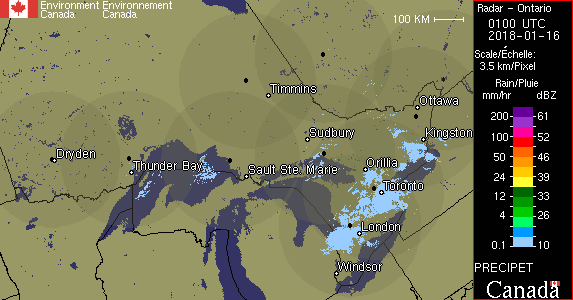 Environment Environnement
Canada Canada
Radar - Ontario
0100 UTC
2018-01-16
100 KM
Scale/Échelle:
3.5 km/Pixel
Rain/Pluie
mm/hr dBZ
200 61
100 52
50 46
24 39
12 33
4 26
0.1 10
Timmins
Ottawa
Sudbury
Kingston
Dryden
Thunder Bay
Sault Ste. Marie
Orillia
Toronto
London
Windsor
PRECIPET
Canada